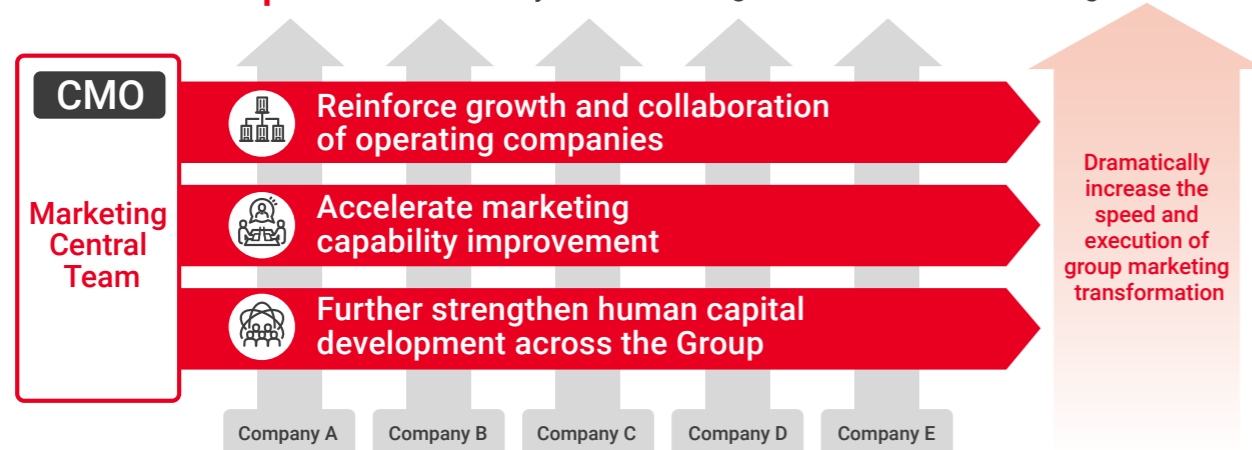 CMO
Marketing
Central
Team
Reinforce growth and collaboration
of operating companies
Accelerate marketing
capability improvement
Further strengthen human capital
development across the Group
Dramatically
increase the
speed and
execution of
group marketing
transformation
Company A
Company B
Company C
Company D
Company E